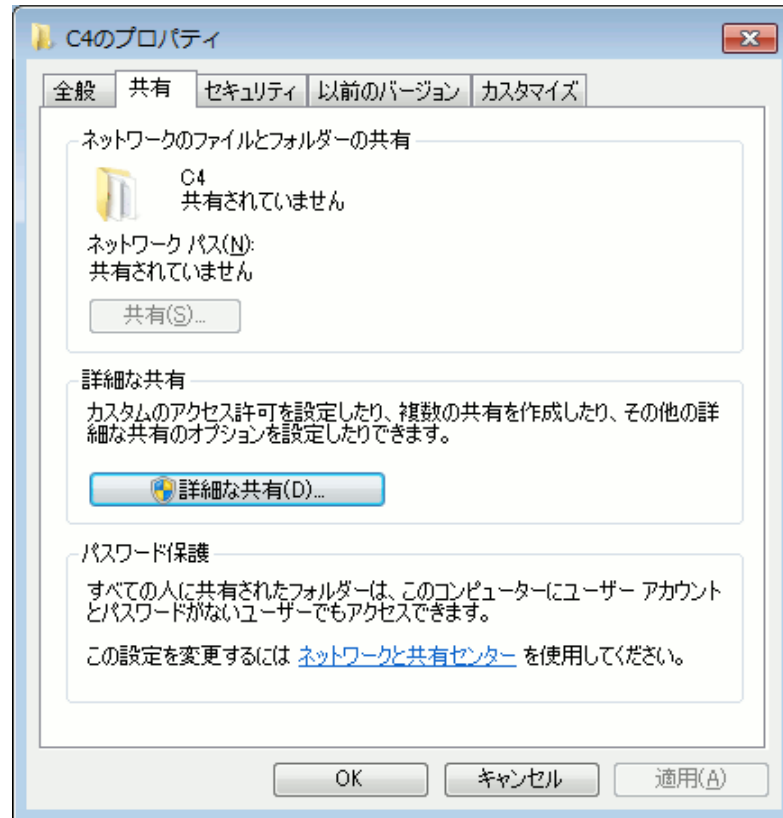 C4のプロパティ
全般
共有
セキュリティ
以前のバージョン
カスタマイズ
ネットワークのファイルとフォルダーの共有
C4
共有されていません
ネットワーク パス(N):
共有されていません
共有(S)...
詳細な共有
カスタムのアクセス許可を設定したり、複数の共有を作成したり、その他の詳
細な共有のオプションを設定したりできます。
詳細な共有(D)...
パスワード保護
すべての人に共有されたフォルダーは、このコンピューターにユーザー アカウント
とパスワードがないユーザーでもアクセスできます。
この設定を変更するには ネットワークと共有センター を使用してください。
OK
キャンセル
適用(A)